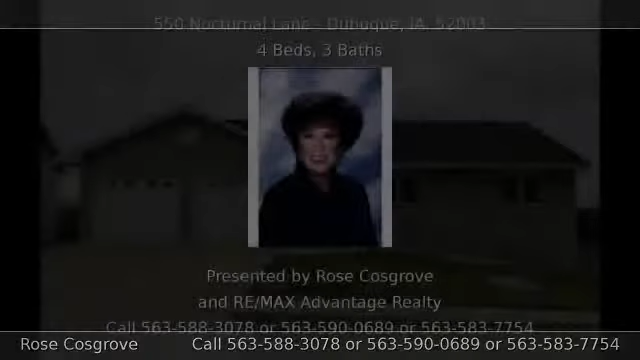 550 Nocturnal Lane - Dubuque, IA, 52003
4 Beds, 3 Baths
Presented by Rose Cosgrove
and RE/MAX Advantage Realty
Call 563-588-3078 or 563-590-0689 or 563-583-7754
Rose Cosgrove Call 563-588-3078 or 563-590-0689 or 563-583-7754